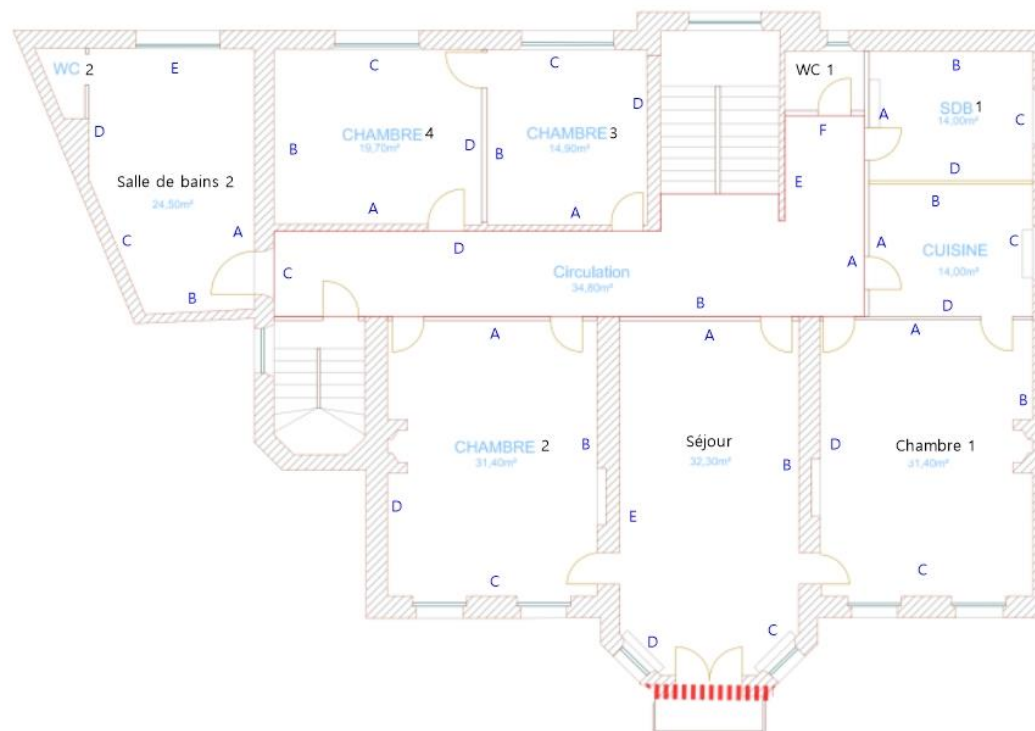 WC 2
E
D
Salle de bains 2
24,50m²
C
A
B
C
CHAMBRE 4
19,70m²
B
D
A
C
D
CHAMBRE 3
14,90m²
B
A
WC 1
F
E
B
A
SDB 1
14,00m²
C
D
B
A
CUISINE
14,00m²
C
D
C
D
Circulation
34,80m²
A
B
A
CHAMBRE 2
31,40m²
B
D
C
A
Séjour
32,30m²
B
E
D
C
A
B
D
Chambre 1
31,40m²
C